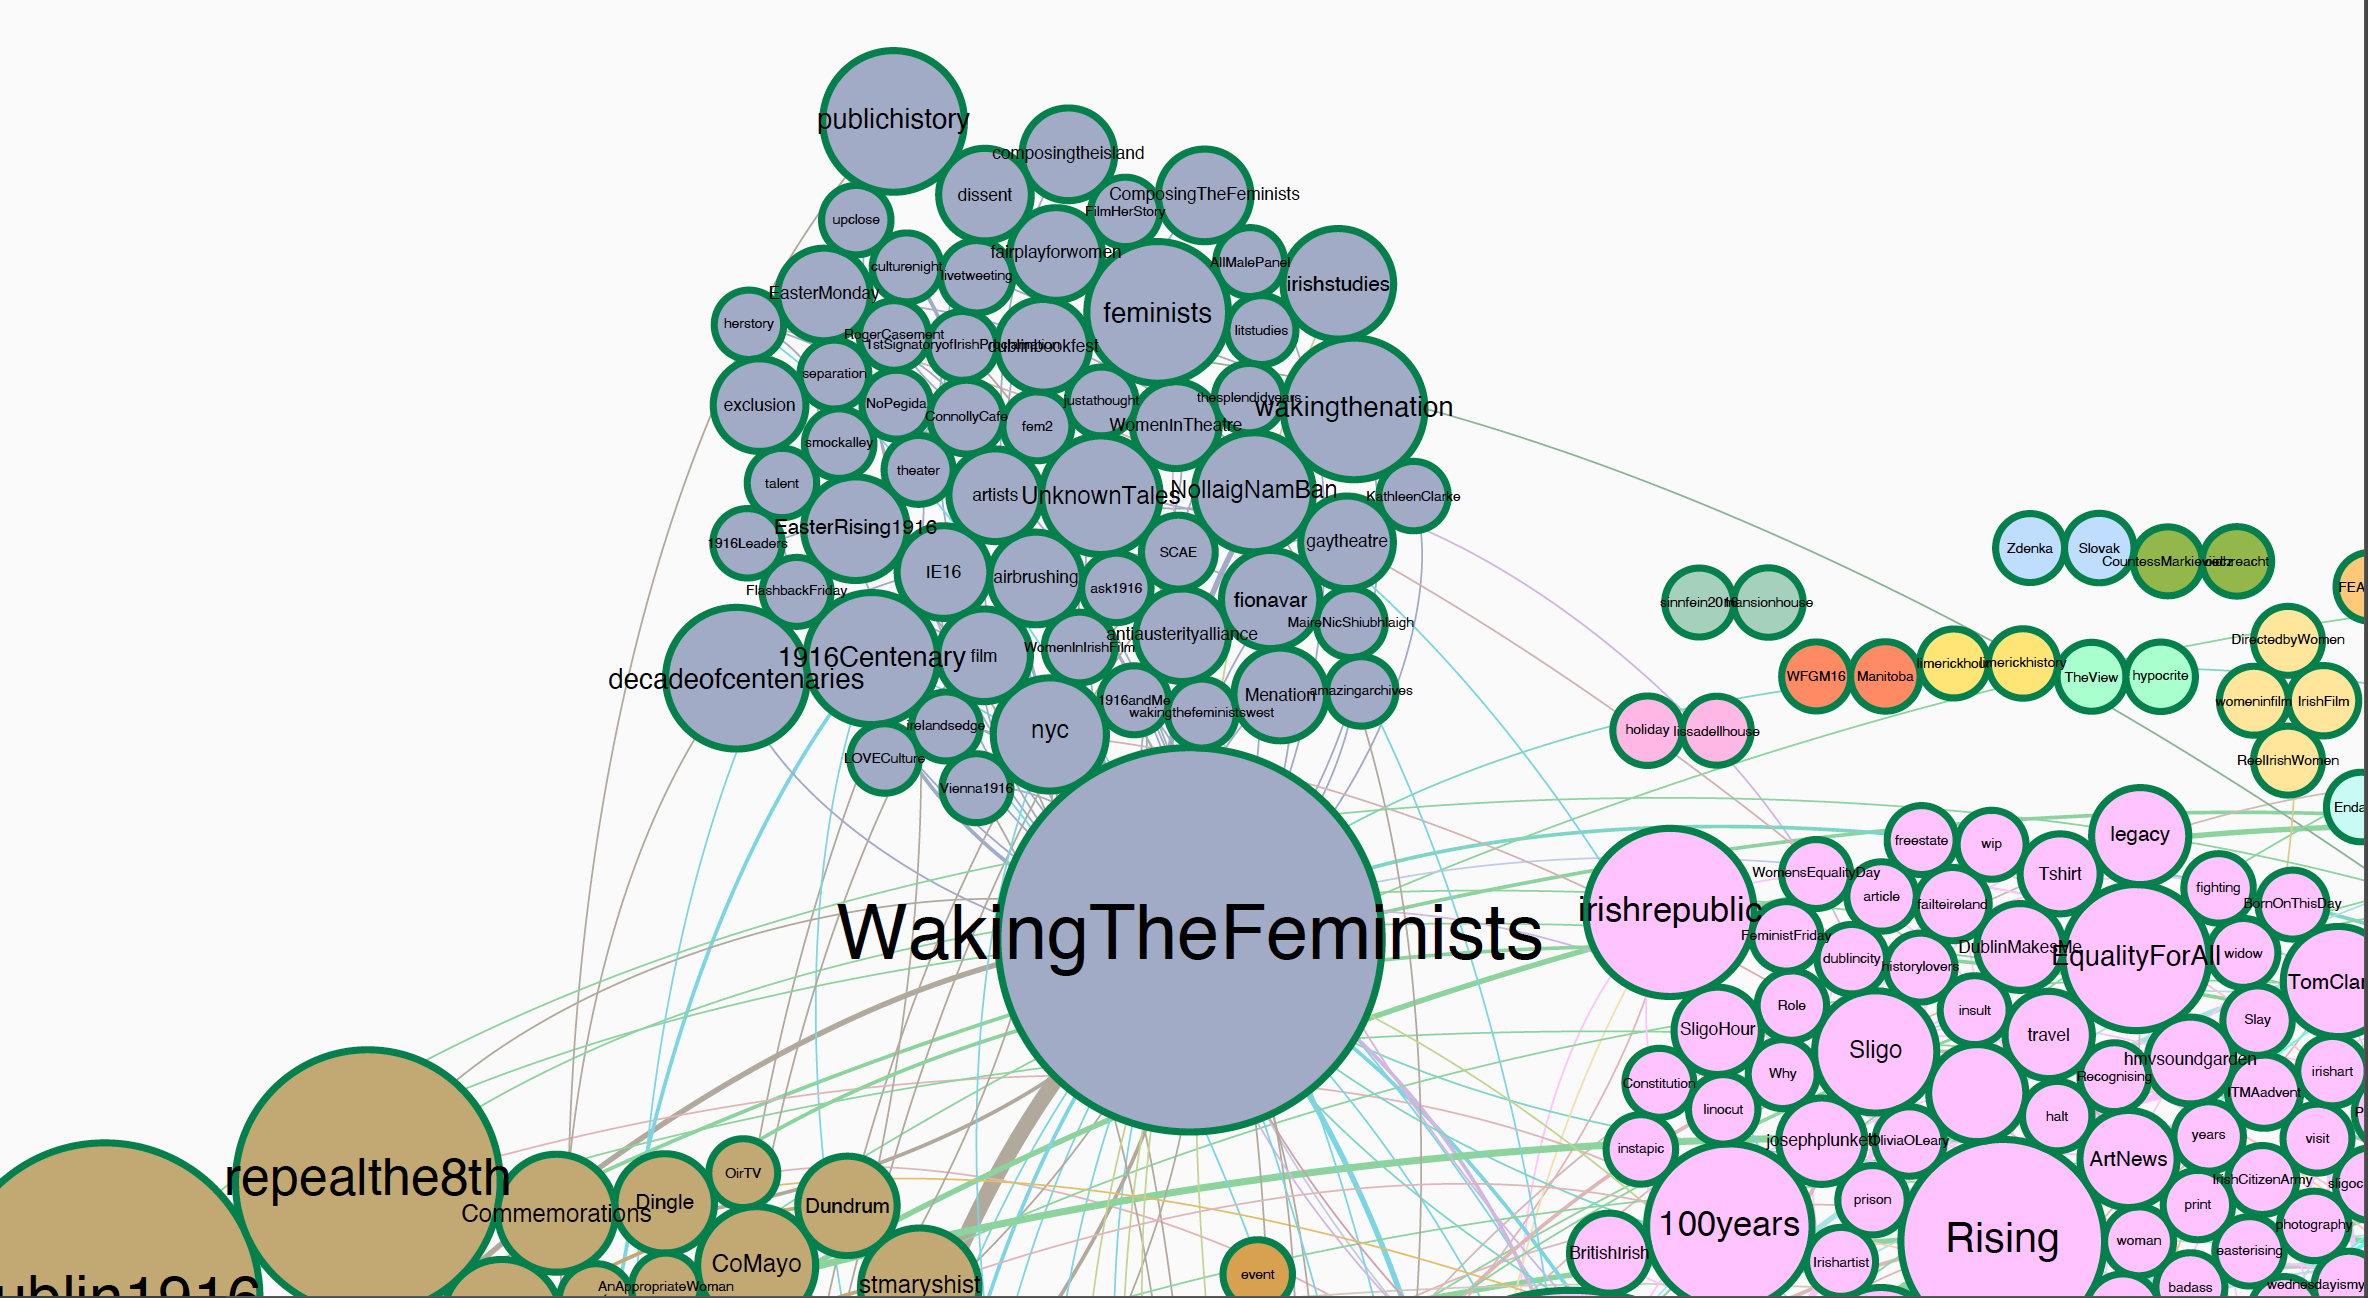 publichistory
composingtheisland
dissent
ComposingTheFeminists
FilmHerStory
upclose
fairplayforwomen
culturenight
livetweeting
AllMalePanel
irishstudies
EasterMonday
feminists
herstory
RogerCasement
litstudies
1stSignatoryofIrishProclamation
dublinbookfest
separation
exclusion
NoPegida
justathought
thesplendidyears
wakingthenation
ConnollyCafe
fem2
WomenInTheatre
smockalley
theater
talent
artists
UnknownTales
NollaigNamBan
KathleenClarke
EasterRising1916
1916Leaders
SCAE
gaytheatre
Zdenka
Slovak
CountessMarkievicz
IE16
airbrushing
ask1916
FlashbackFriday
fionavar
sinnfein2016
mansionhouse
FEA
MaireNicShiubhlaigh
antiausterityalliance
WomenInIrishFilm
DirectedbyWomen
1916Centenary
film
decadeofcentenaries
limerickhour
limerickhistory
WFGM16
Manitoba
TheView
hypocrite
Menation
amazingarchives
1916andMe
wakingthefeministswest
womeninfilm
IrishFilm
irelandsedge
nyc
holiday
lissadellhouse
LOVECulture
ReelIrishWomen
Vienna1916
Enda
legacy
freestate
wip
WomensEqualityDay
Tshirt
article
failteireland
fighting
BornOnThisDay
irishrepublic
WakingTheFeminists
FeministFriday
DublinMakesMe
EqualityForAll
widow
dublincity
historylovers
TomClar
Role
insult
Slay
SligoHour
travel
Sligo
hmvsoundgarden
Constitution
Why
Recognising
irishart
ITMAadvent
linocut
halt
P
josephplunkett
OliviaOLeary
years
visit
instapic
ArtNews
repealthe8th
OirTV
Dingle
Dundrum
Commemorations
prison
IrishCitizenArmy
sligoc
print
100years
Rising
photography
woman
easterising
BritishIrish
Irishartist
CoMayo
event
stmaryshist
AnAppropriateWoman
badass
wednesdayismy
ublin1916